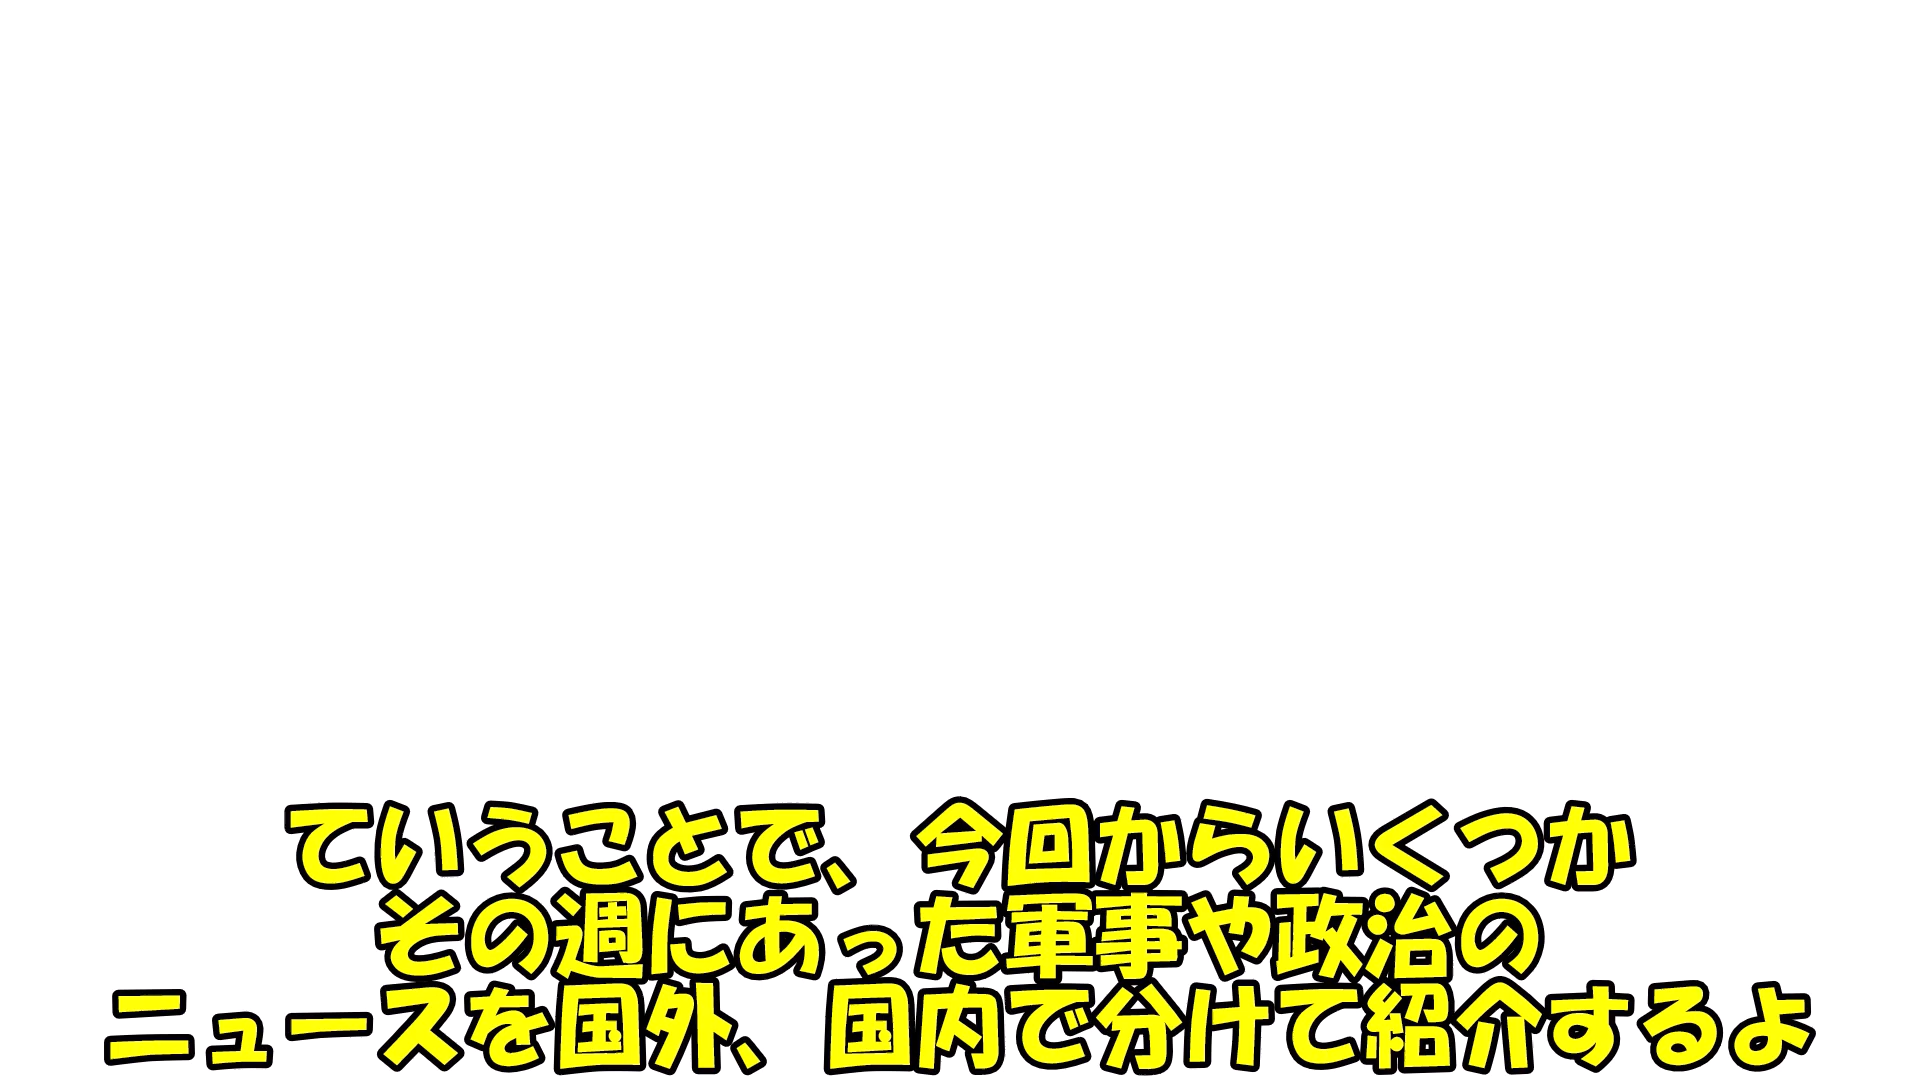 ていうことで、今回からいくつか
その週にあった軍事や政治の
ニュースを国外、国内で分けて紹介するよ